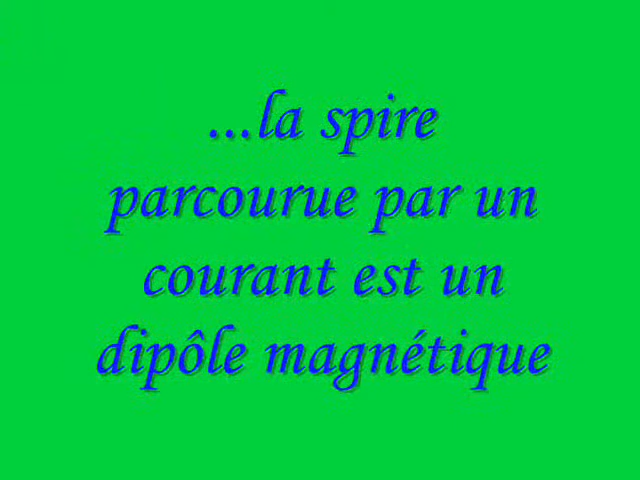 ...la spire
parcourue par un
courant est un
dipôle magnétique